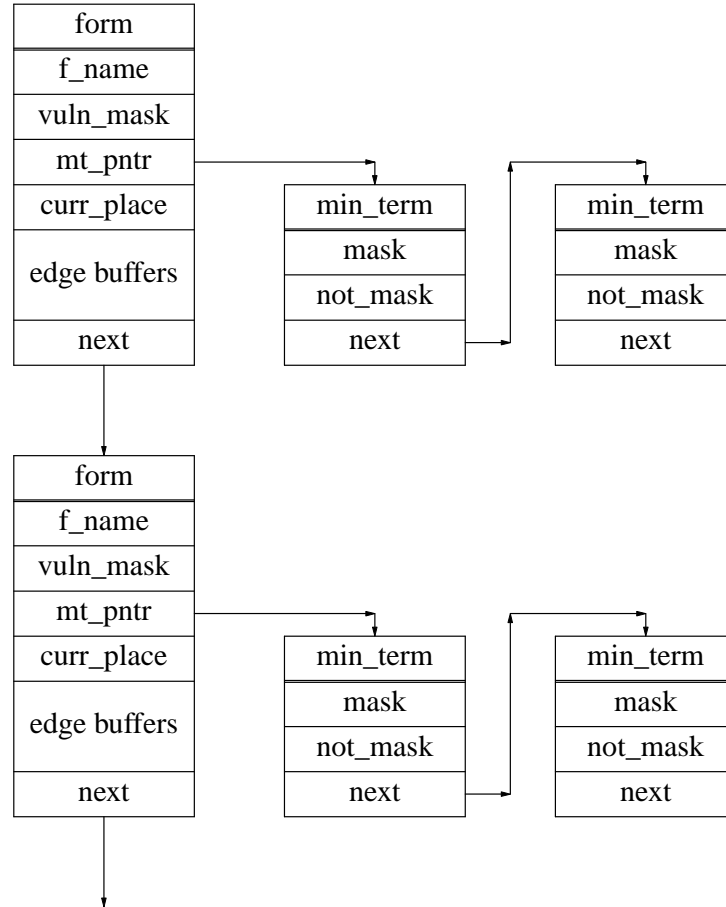 form
f_name
vuln_mask
mt_pntr
curr_place
edge buffers
next
min_term
mask
not_mask
next
min_term
mask
not_mask
next
form
f_name
vuln_mask
mt_pntr
curr_place
edge buffers
next
min_term
mask
not_mask
next
min_term
mask
not_mask
next